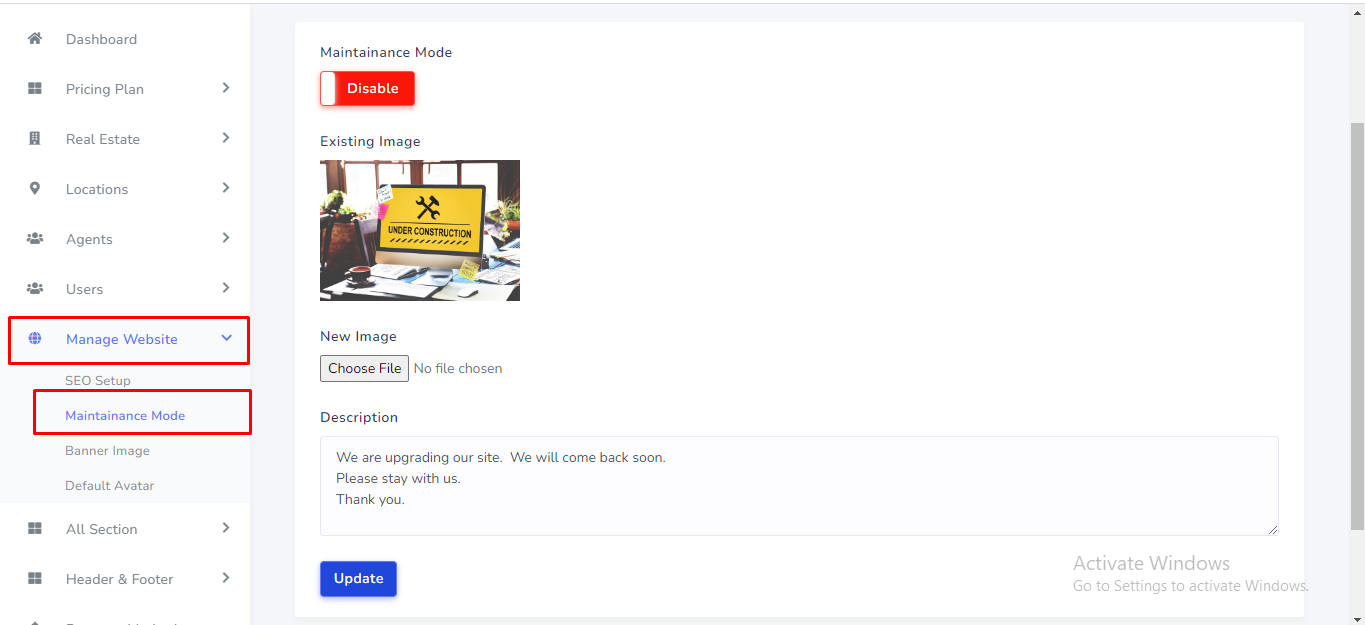 Dashboard
Pricing Plan
Real Estate
Locations
Agents
Users
Manage Website
SEO Setup
Maintainance Mode
Banner Image
Default Avatar
All Section
Header & Footer
Maintainance Mode
Disable
Existing Image
UNDER CONSTRUCTION
New Image
Choose File No file chosen
Description
We are upgrading our site.  We will come back soon.
Please stay with us.
Thank you.
Update
Activate Windows
Go to Settings to activate Windows.